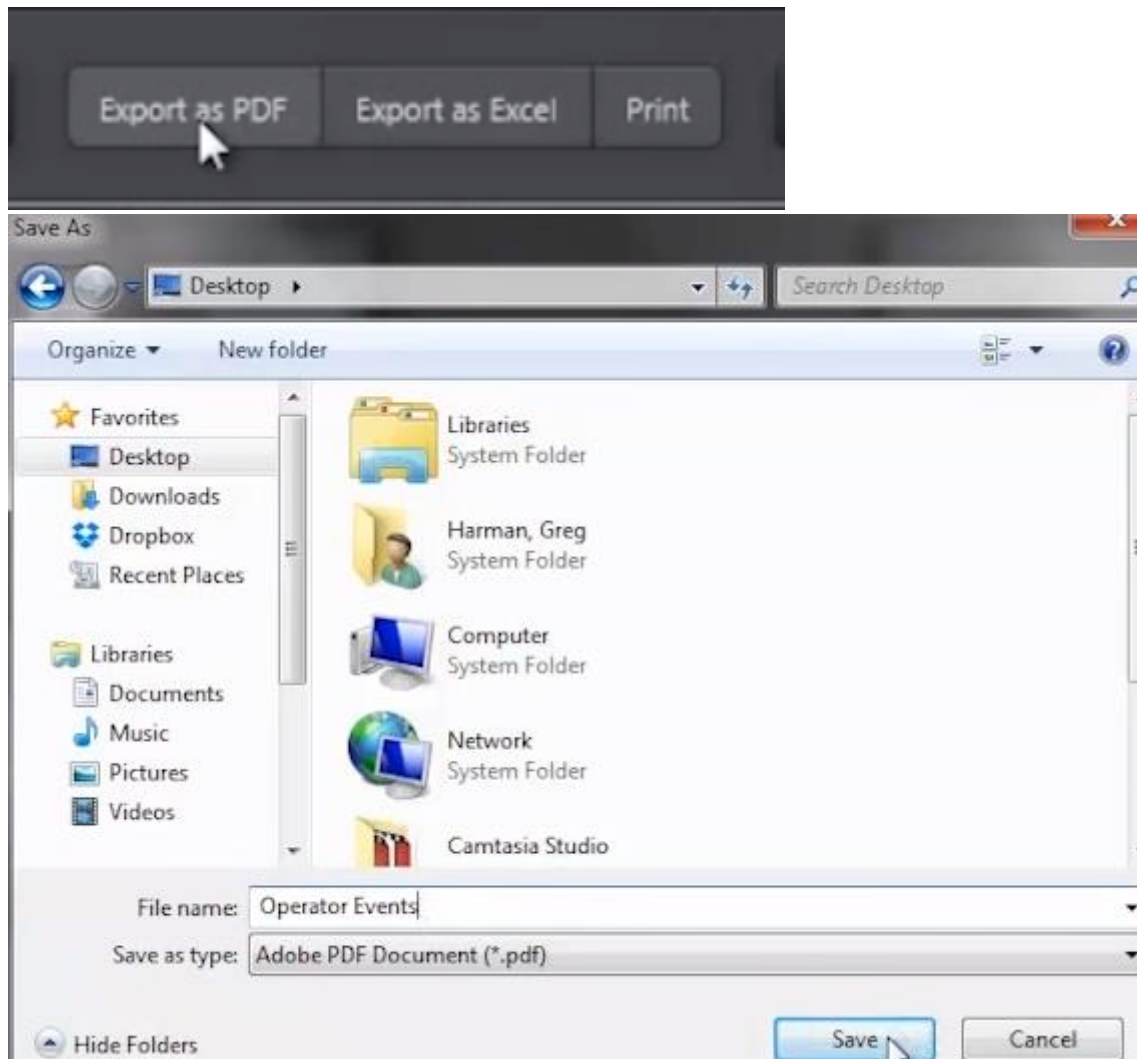 Export as PDF Export as Excel Print
Save As
Desktop Search Desktop
Organize New folder
Favorites
Desktop
Downloads
Dropbox
Recent Places
Libraries
Documents
Music
Pictures
Videos
Libraries
System Folder
Harman, Greg
System Folder
Computer
System Folder
Network
System Folder
Camtasia Studio
File name: Operator Events
Save as type: Adobe PDF Document (*.pdf)
Hide Folders Save Cancel